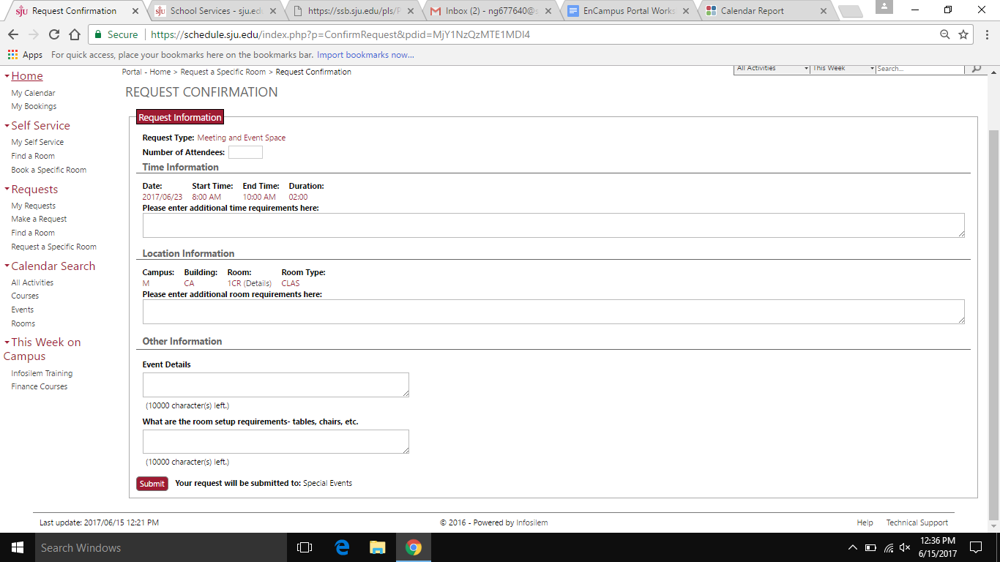 Request Confirmation
School Services - sju.ed
https://ssb.sju.edu/pls/P
Inbox (2) - ng677640@s
EnCampus Portal Works
Calendar Report
Secure https://schedule.sju.edu/index.php?p=ConfirmRequest&pdid=MjY1NzQzMTE1MDI4
Apps For quick access, place your bookmarks here on the bookmarks bar. Import bookmarks now...
Portal - Home > Request a Specific Room > Request Confirmation
All Activities This Week Search...
Home
My Calendar
My Bookings
Self Service
My Self Service
Find a Room
Book a Specific Room
Requests
My Requests
Make a Request
Find a Room
Request a Specific Room
Calendar Search
All Activities
Courses
Events
Rooms
This Week on
Campus
Infosilem Training
Finance Courses
REQUEST CONFIRMATION
Request Information
Request Type: Meeting and Event Space
Number of Attendees:
Time Information
Date: Start Time: End Time: Duration:
2017/06/23 8:00 AM 10:00 AM 02:00
Please enter additional time requirements here:
Location Information
Campus: Building: Room: Room Type:
M CA 1CR (Details) CLAS
Please enter additional room requirements here:
Other Information
Event Details
(10000 character(s) left.)
What are the room setup requirements- tables, chairs, etc.
(10000 character(s) left.)
Submit Your request will be submitted to: Special Events
Last update: 2017/06/15 12:21 PM © 2016 - Powered by Infosilem Help Technical Support
Search Windows
12:36 PM
6/15/2017